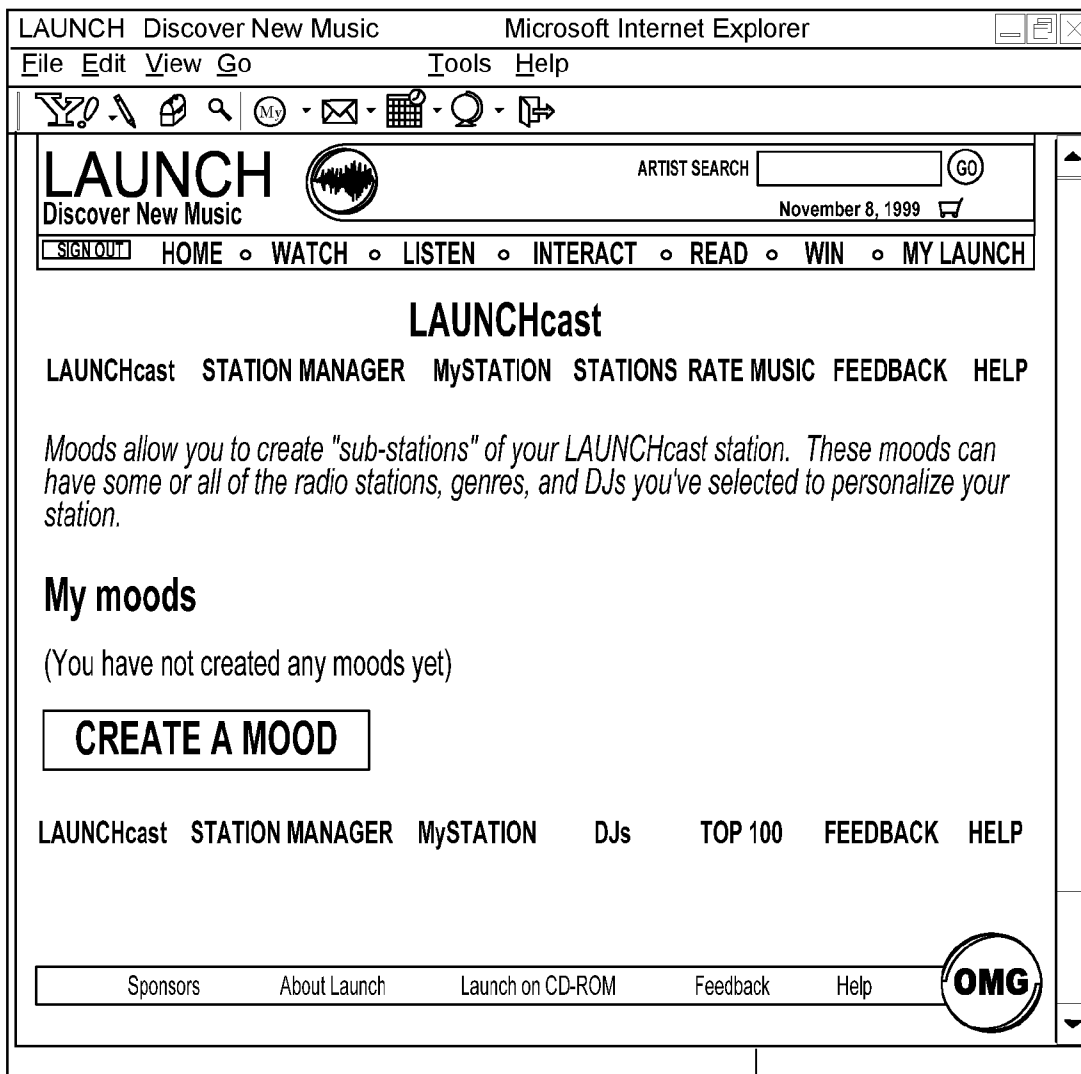 LAUNCH Discover New Music Microsoft Internet Explorer
File Edit View Go Tools Help
Y! My
LAUNCH
Discover New Music
ARTIST SEARCH GO
November 8, 1999
SIGN OUT HOME o WATCH o LISTEN o INTERACT o READ o WIN o MY LAUNCH
LAUNCHcast
LAUNCHcast STATION MANAGER MySTATION STATIONS RATE MUSIC FEEDBACK HELP
Moods allow you to create "sub-stations" of your LAUNCHcast station. These moods can
have some or all of the radio stations, genres, and DJs you've selected to personalize your
station.
My moods
(You have not created any moods yet)
CREATE A MOOD
LAUNCHcast STATION MANAGER MySTATION DJs TOP 100 FEEDBACK HELP
Sponsors About Launch Launch on CD-ROM Feedback Help OMG